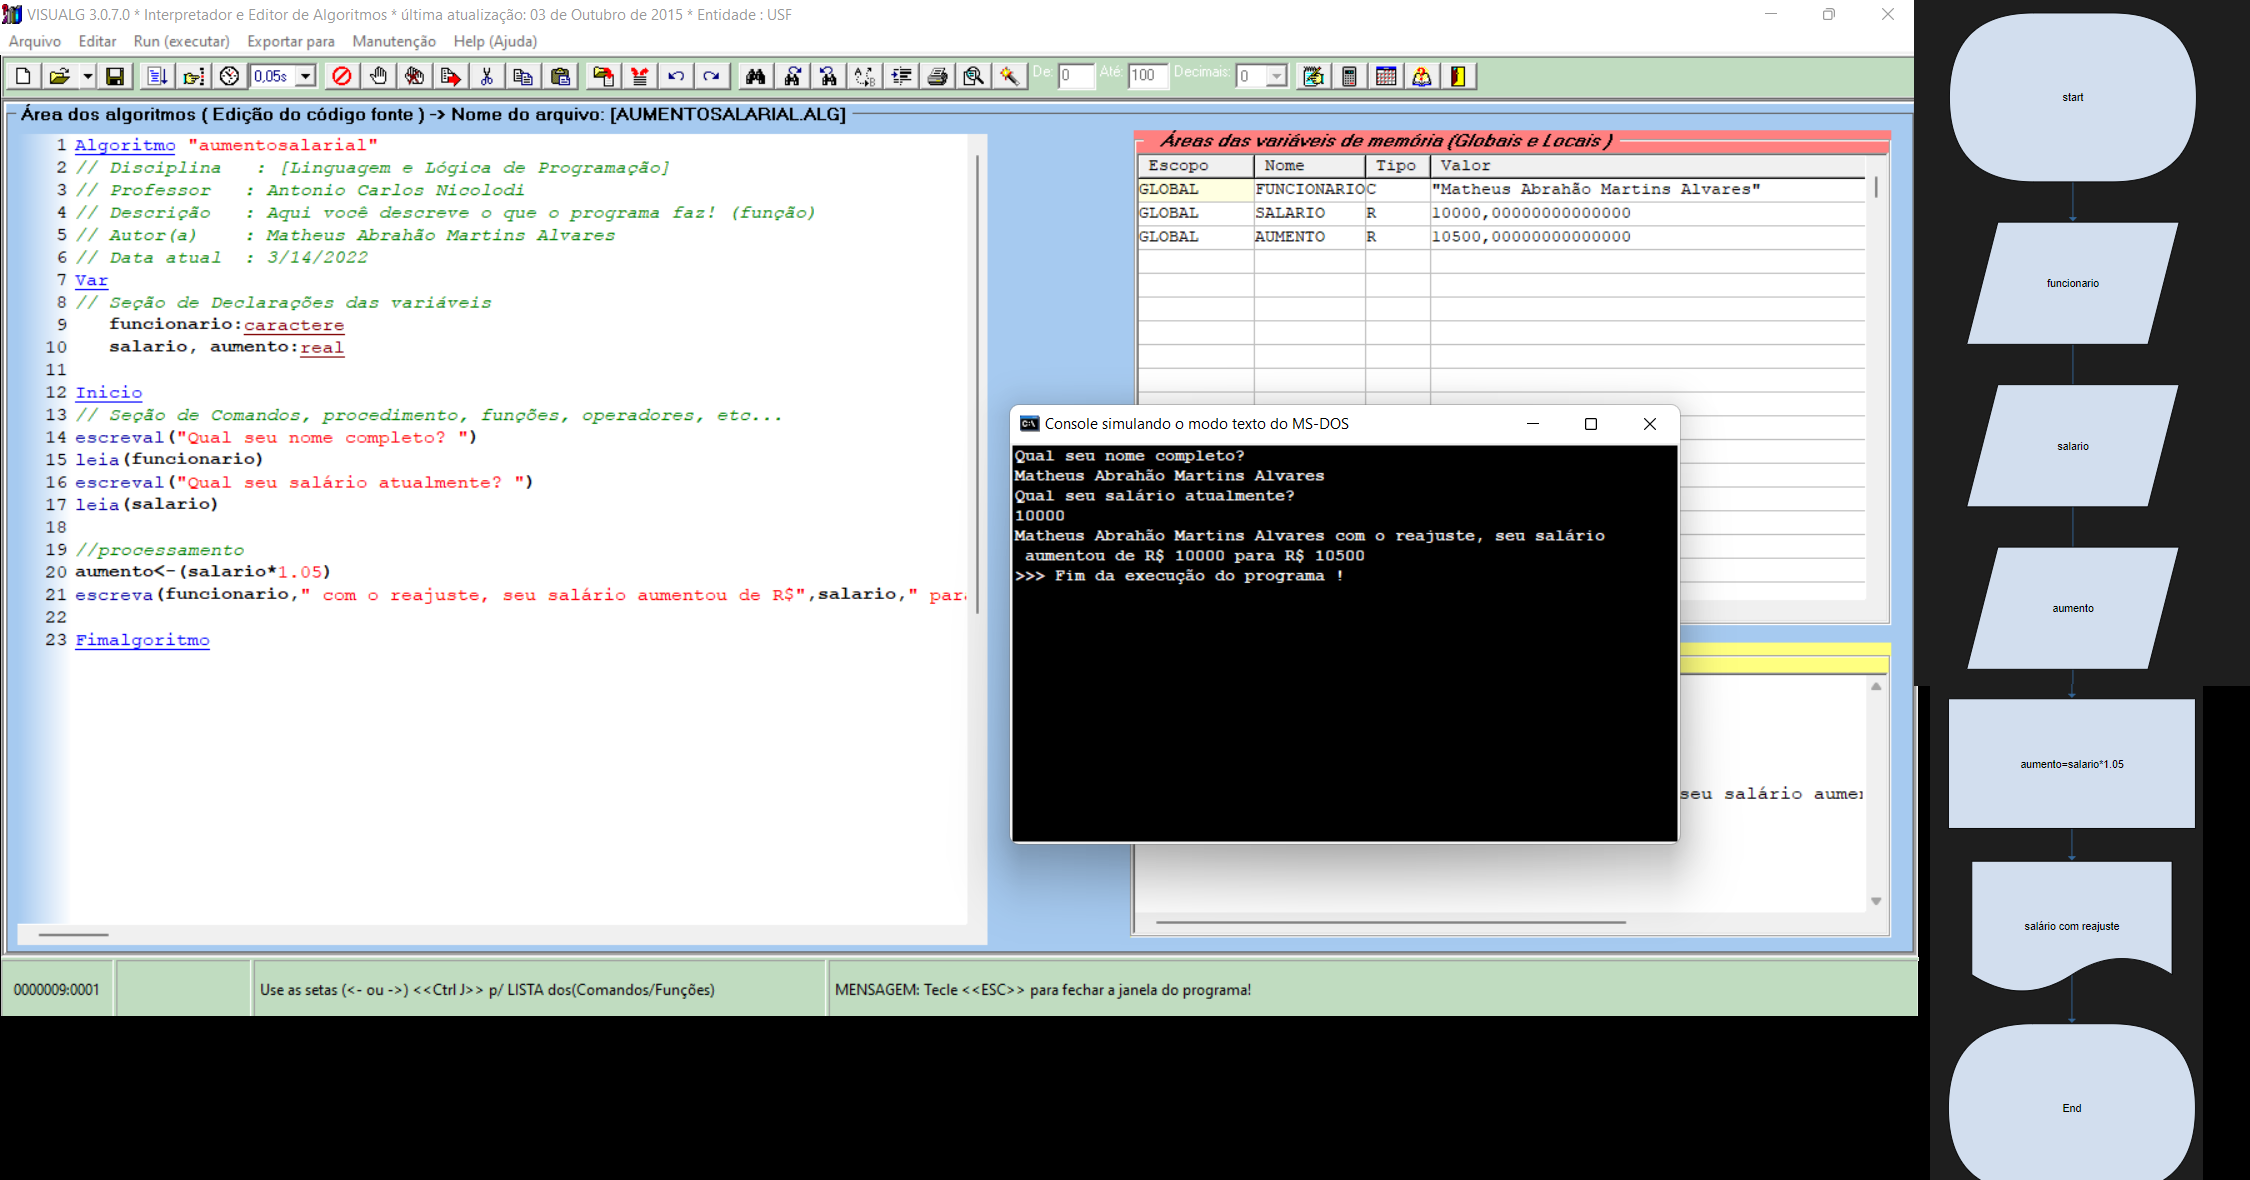 VISUALG 3.0.7.0 * Interpretador e Editor de Algoritmos * última atualização: 03 de Outubro de 2015 * Entidade : USF
Arquivo Editar Run (executar) Exportar para Manutenção Help (Ajuda)
0,05s De: 0 Até: 100 Decimais: 0
Área dos algoritmos ( Edição do código fonte ) -> Nome do arquivo: [AUMENTOSALARIAL.ALG]
1 Algoritmo "aumentosalarial"
2 // Disciplina : [Linguagem e Lógica de Programação]
3 // Professor : Antonio Carlos Nicolodi
4 // Descrição : Aqui você descreve o que o programa faz! (função)
5 // Autor(a) : Matheus Abrahão Martins Alvares
6 // Data atual : 3/14/2022
7 Var
8 // Seção de Declarações das variáveis
9 funcionario:caractere
10 salario, aumento:real
11
12 Inicio
13 // Seção de Comandos, procedimento, funções, operadores, etc...
14 escreval("Qual seu nome completo? ")
15 leia(funcionario)
16 escreval("Qual seu salário atualmente? ")
17 leia(salario)
18
19 //processamento
20 aumento<-(salario*1.05)
21 escreva(funcionario," com o reajuste, seu salário aumentou de R$",salario," par
22
23 Fimalgoritmo
Áreas das variáveis de memória (Globais e Locais )
Escopo Nome Tipo Valor
GLOBAL FUNCIONARIO C "Matheus Abrahão Martins Alvares"
GLOBAL SALARIO R 10000,00000000000000
GLOBAL AUMENTO R 10500,00000000000000
Console simulando o modo texto do MS-DOS
Qual seu nome completo?
Matheus Abrahão Martins Alvares
Qual seu salário atualmente?
10000
Matheus Abrahão Martins Alvares com o reajuste, seu salário
aumentou de R$ 10000 para R$ 10500
>>> Fim da execução do programa !
seu salário aume
0000009:0001
Use as setas (<- ou ->) <<Ctrl J>> p/ LISTA dos(Comandos/Funções)
MENSAGEM: Tecle <<ESC>> para fechar a janela do programa!
start
funcionario
salario
aumento
aumento=salario*1.05
salário com reajuste
End